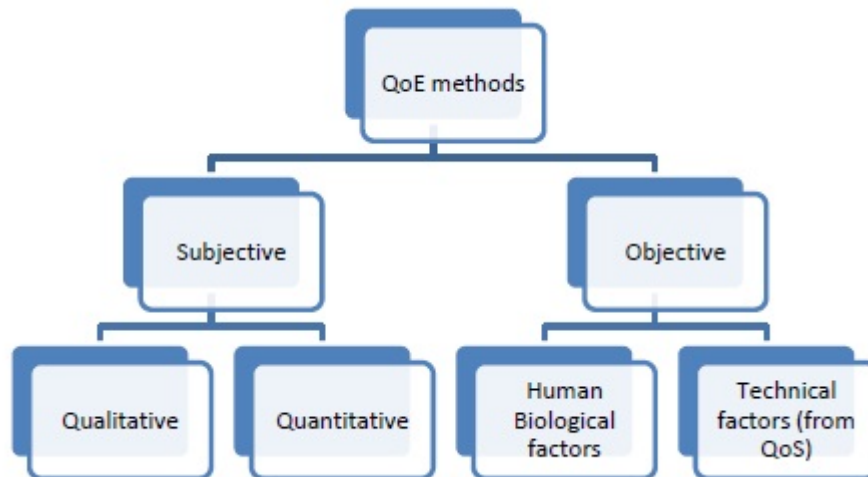 QoE methods
Subjective
Objective
Qualitative
Quantitative
Human
Biological
factors
Technical
factors (from
QoS)